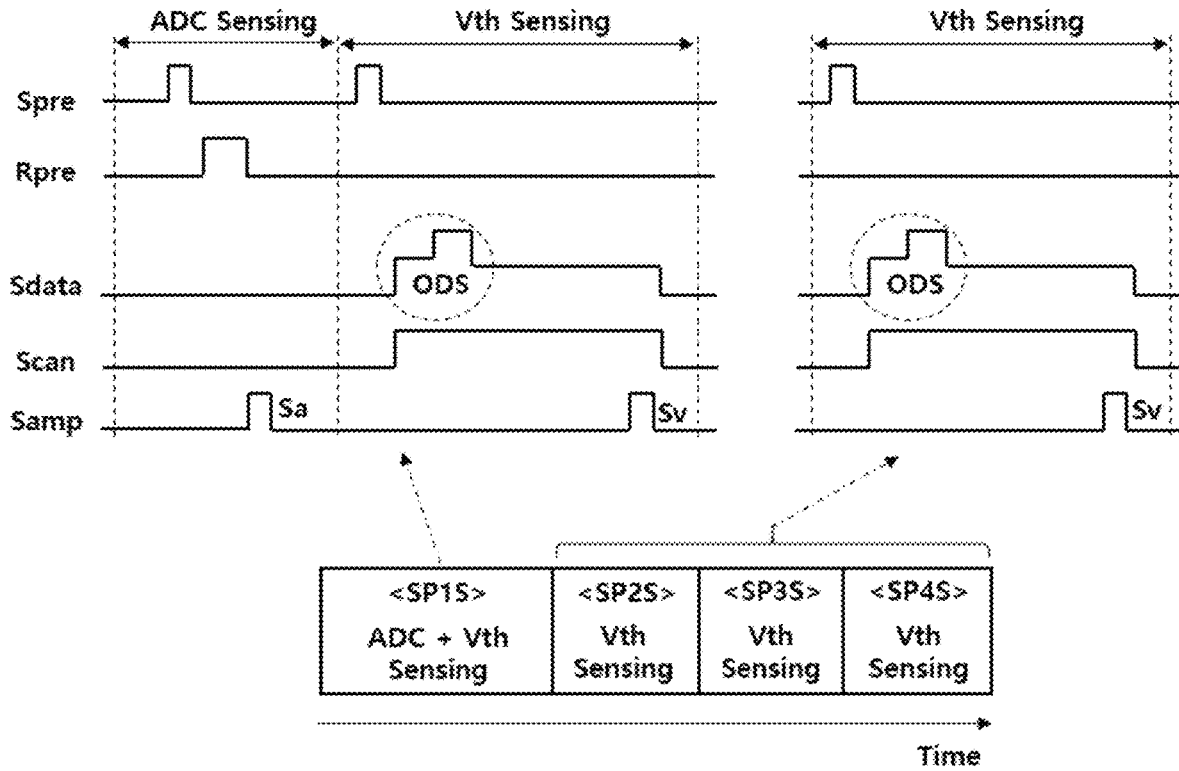 ADC Sensing Vth Sensing Vth Sensing
Spre
Rpre
Sdata ODS ODS
Scan
Samp Sa Sv Sv
<SP1S> <SP2S> <SP3S> <SP4S>
ADC + Vth Vth Vth Vth
Sensing Sensing Sensing Sensing
Time